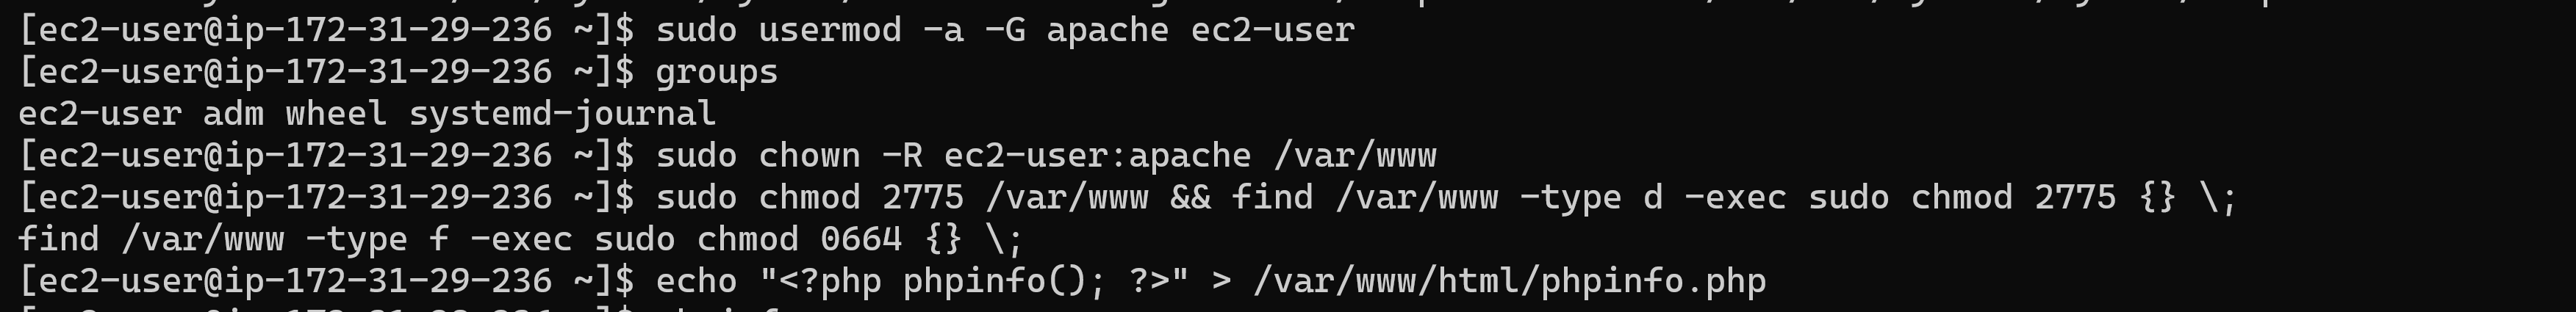 [ec2-user@ip-172-31-29-236 ~]$ sudo usermod -a -G apache ec2-user
[ec2-user@ip-172-31-29-236 ~]$ groups
ec2-user adm wheel systemd-journal
[ec2-user@ip-172-31-29-236 ~]$ sudo chown -R ec2-user:apache /var/www
[ec2-user@ip-172-31-29-236 ~]$ sudo chmod 2775 /var/www && find /var/www -type d -exec sudo chmod 2775 {} \;
find /var/www -type f -exec sudo chmod 0664 {} \;
[ec2-user@ip-172-31-29-236 ~]$ echo "<?php phpinfo(); ?>" > /var/www/html/phpinfo.php